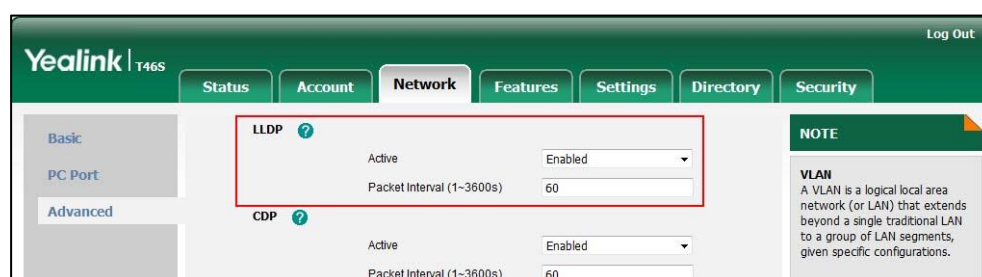 Log Out
Yealink T46S
Status Account Network Features Settings Directory Security
Basic
PC Port
Advanced
LLDP ?
Active Enabled
Packet Interval (1~3600s) 60
CDP ?
Active Enabled
Packet Interval (1~3600s) 60
NOTE
VLAN
A VLAN is a logical local area
network (or LAN) that extends
beyond a single traditional LAN
to a group of LAN segments,
given specific configurations.